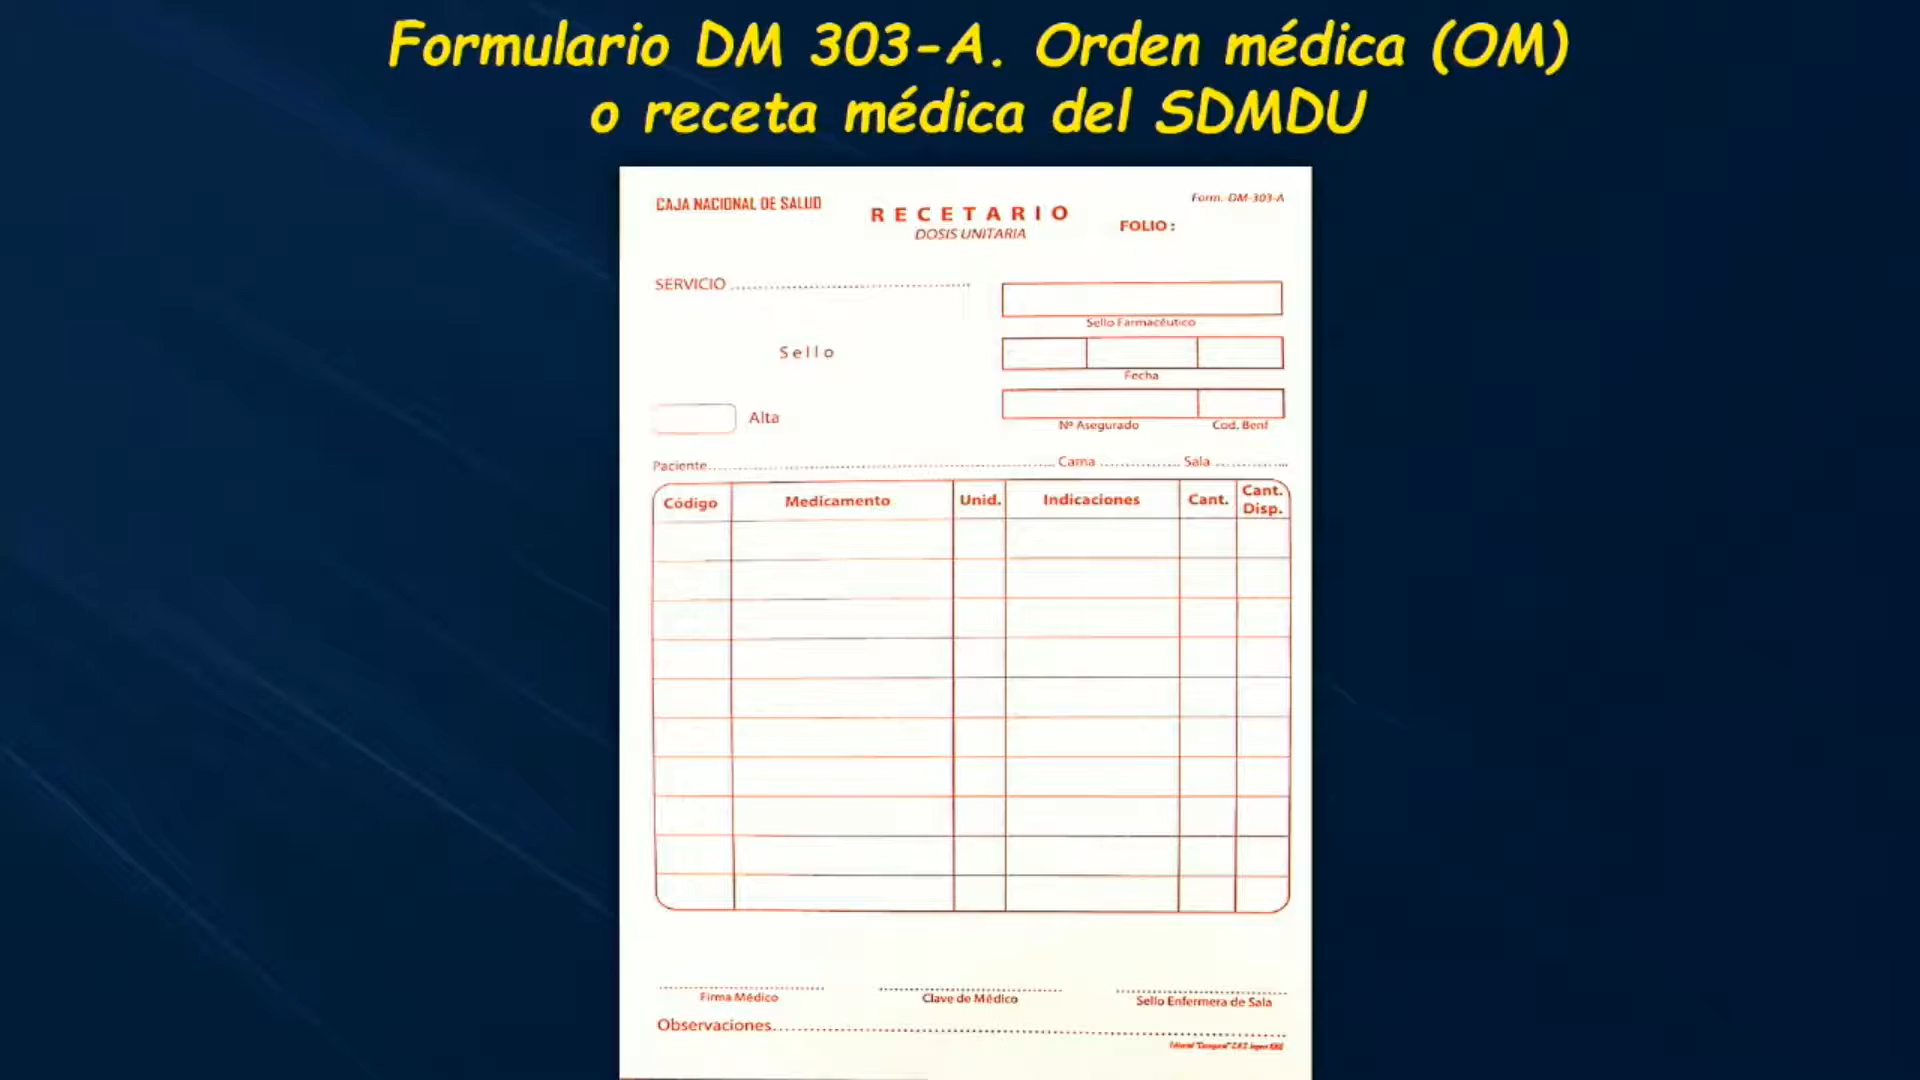 Formulario DM 303-A. Orden médica (OM)
o receta médica del SDMDU
CAJA NACIONAL DE SALUD
RECETARIO
DOSIS UNITARIA
Form. DM-303-A
FOLIO :
SERVICIO
Sello Farmacéutico
Sello
Fecha
Alta
Nº Asegurado Cod. Benf
Paciente Cama Sala
Código Medicamento Unid. Indicaciones Cant. Cant. Disp.
Firma Médico Clave de Médico Sello Enfermera de Sala
Observaciones